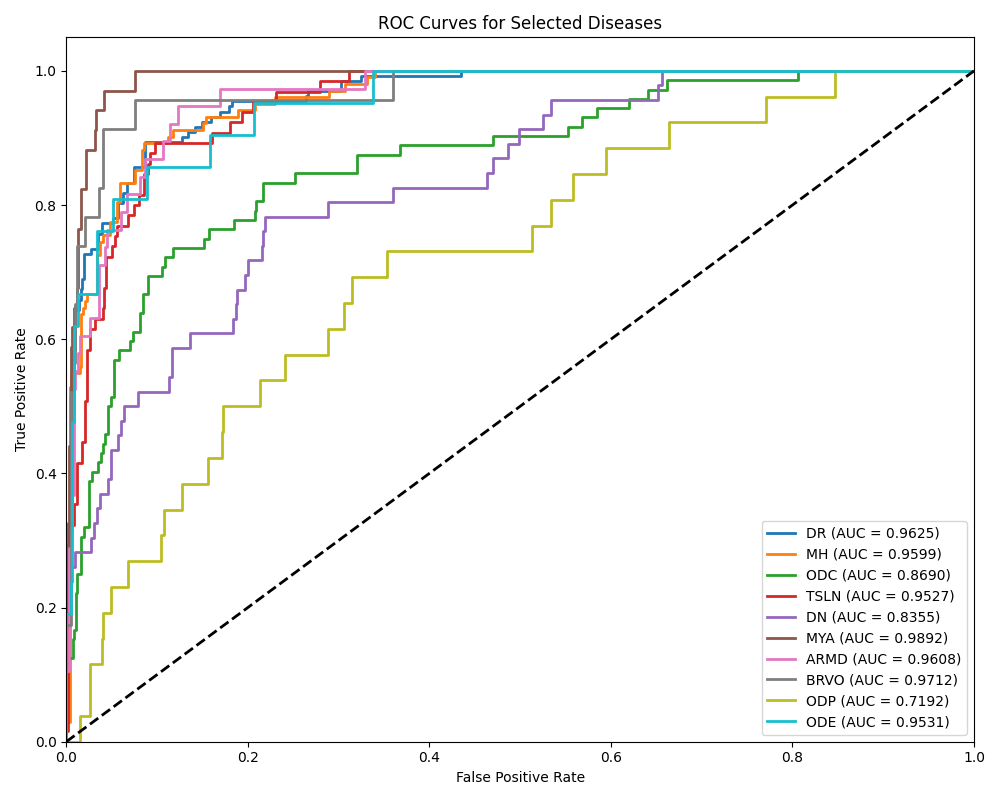 ROC Curves for Selected Diseases
True Positive Rate
1.0
0.8
0.6
0.4
0.2
0.0
0.0 0.2 0.4 0.6 0.8 1.0
False Positive Rate
DR (AUC = 0.9625)
MH (AUC = 0.9599)
ODC (AUC = 0.8690)
TSLN (AUC = 0.9527)
DN (AUC = 0.8355)
MYA (AUC = 0.9892)
ARMD (AUC = 0.9608)
BRVO (AUC = 0.9712)
ODP (AUC = 0.7192)
ODE (AUC = 0.9531)